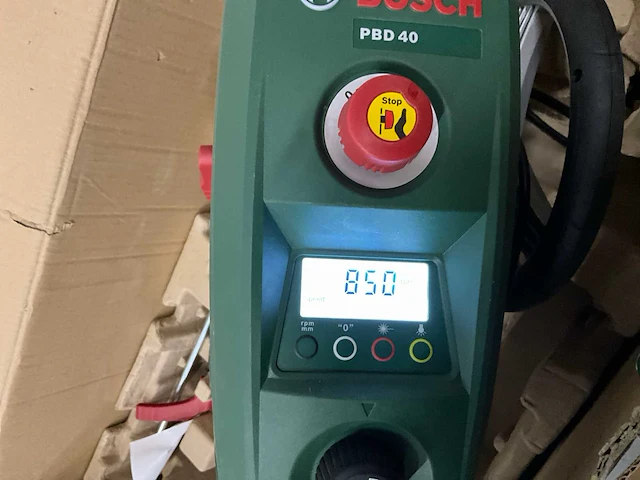 BOSCH
PBD 40
Stop
850
rpm
mm
"0"